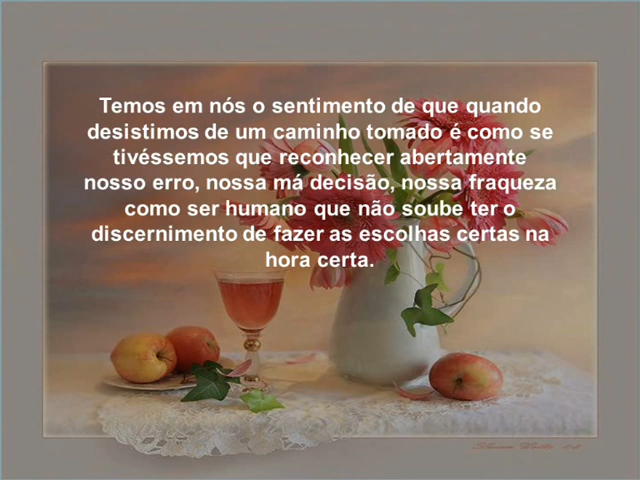 Temos em nós o sentimento de que quando
desistimos de um caminho tomado é como se
tivéssemos que reconhecer abertamente
nosso erro, nossa má decisão, nossa fraqueza
como ser humano que não soube ter o
discernimento de fazer as escolhas certas na
hora certa.